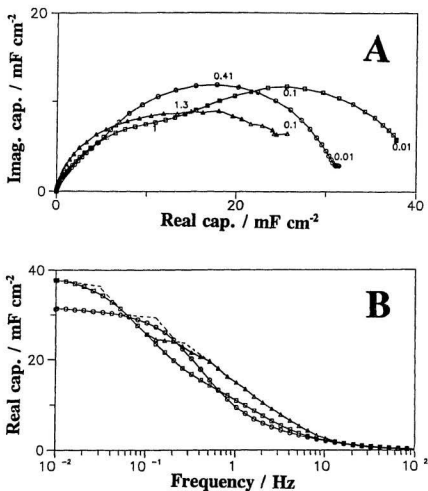 20
A
0.41
0.1
1.3
10
1
0.1
0.01
0.01
0
0 20 40
Imag. cap. / mF cm⁻²
Real cap. / mF cm⁻²
40
B
20
0
10⁻² 10⁻¹ 1 10 10²
Real cap. / mF cm⁻²
Frequency / Hz